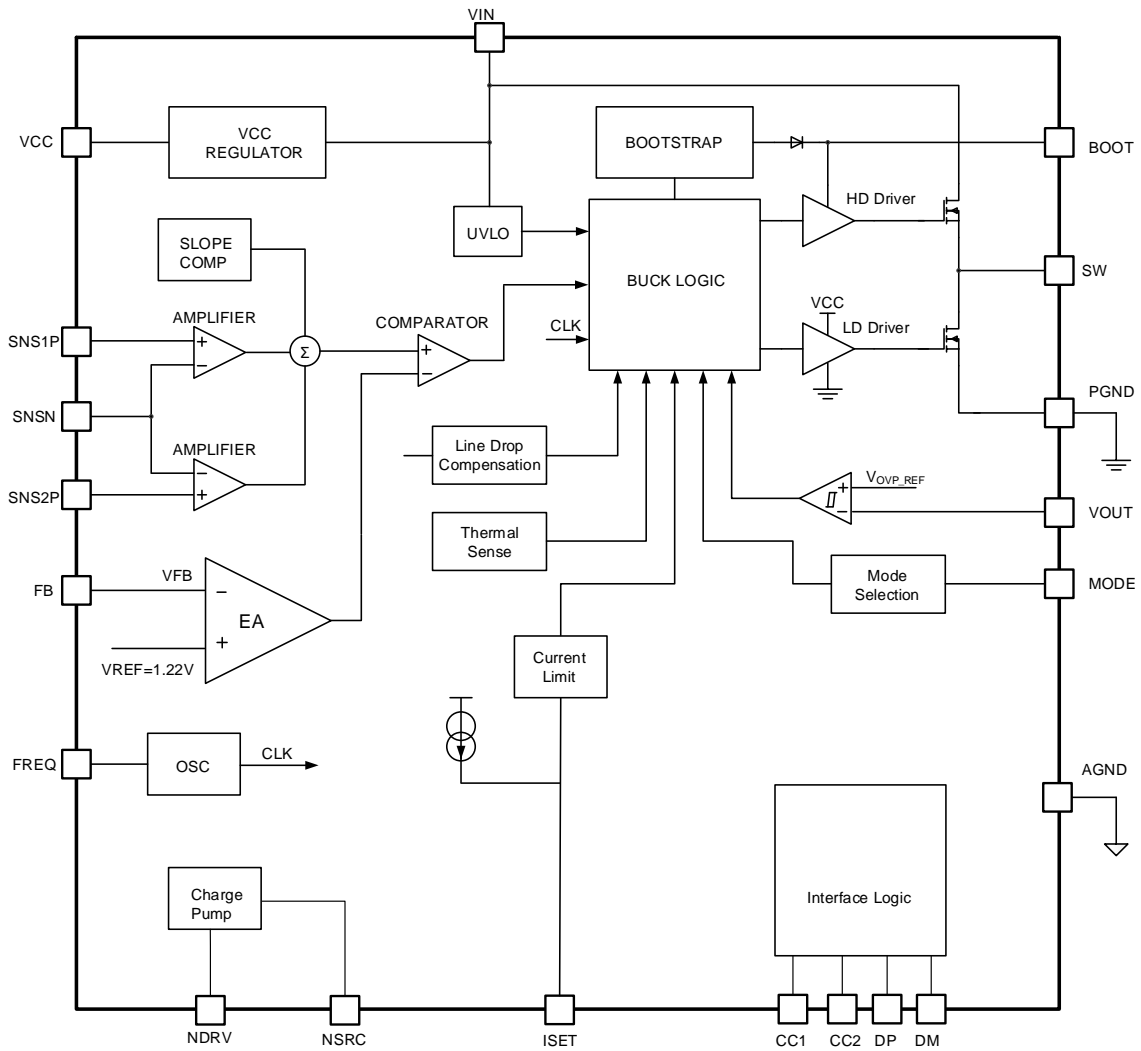 VIN
VCC
VCC
REGULATOR
BOOTSTRAP
BOOT
HD Driver
UVLO
SLOPE
COMP
BUCK LOGIC
SW
VCC
AMPLIFIER
COMPARATOR
CLK
LD Driver
SNS1P
+
−
Σ
+
−
SNSN
PGND
AMPLIFIER
Line Drop
Compensation
−
+
SNS2P
VOVP_REF
+
−
VOUT
Thermal
Sense
FB
VFB
−
EA
+
VREF=1.22V
Mode
Selection
MODE
Current
Limit
FREQ
OSC
CLK
AGND
Charge
Pump
Interface Logic
NDRV
NSRC
ISET
CC1
CC2
DP
DM